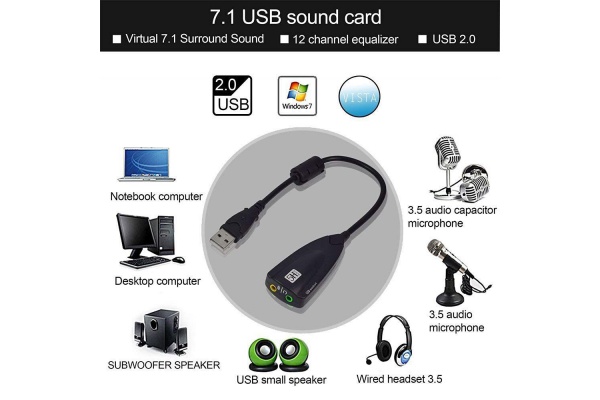 7.1 USB sound card
Virtual 7.1 Surround Sound
12 channel equalizer
USB 2.0
2.0
USB
Windows7
VISTA
Notebook computer
3.5 audio capacitor
microphone
Desktop computer
3.5 audio
microphone
SUBWOOFER SPEAKER
USB small speaker
Wired headset 3.5